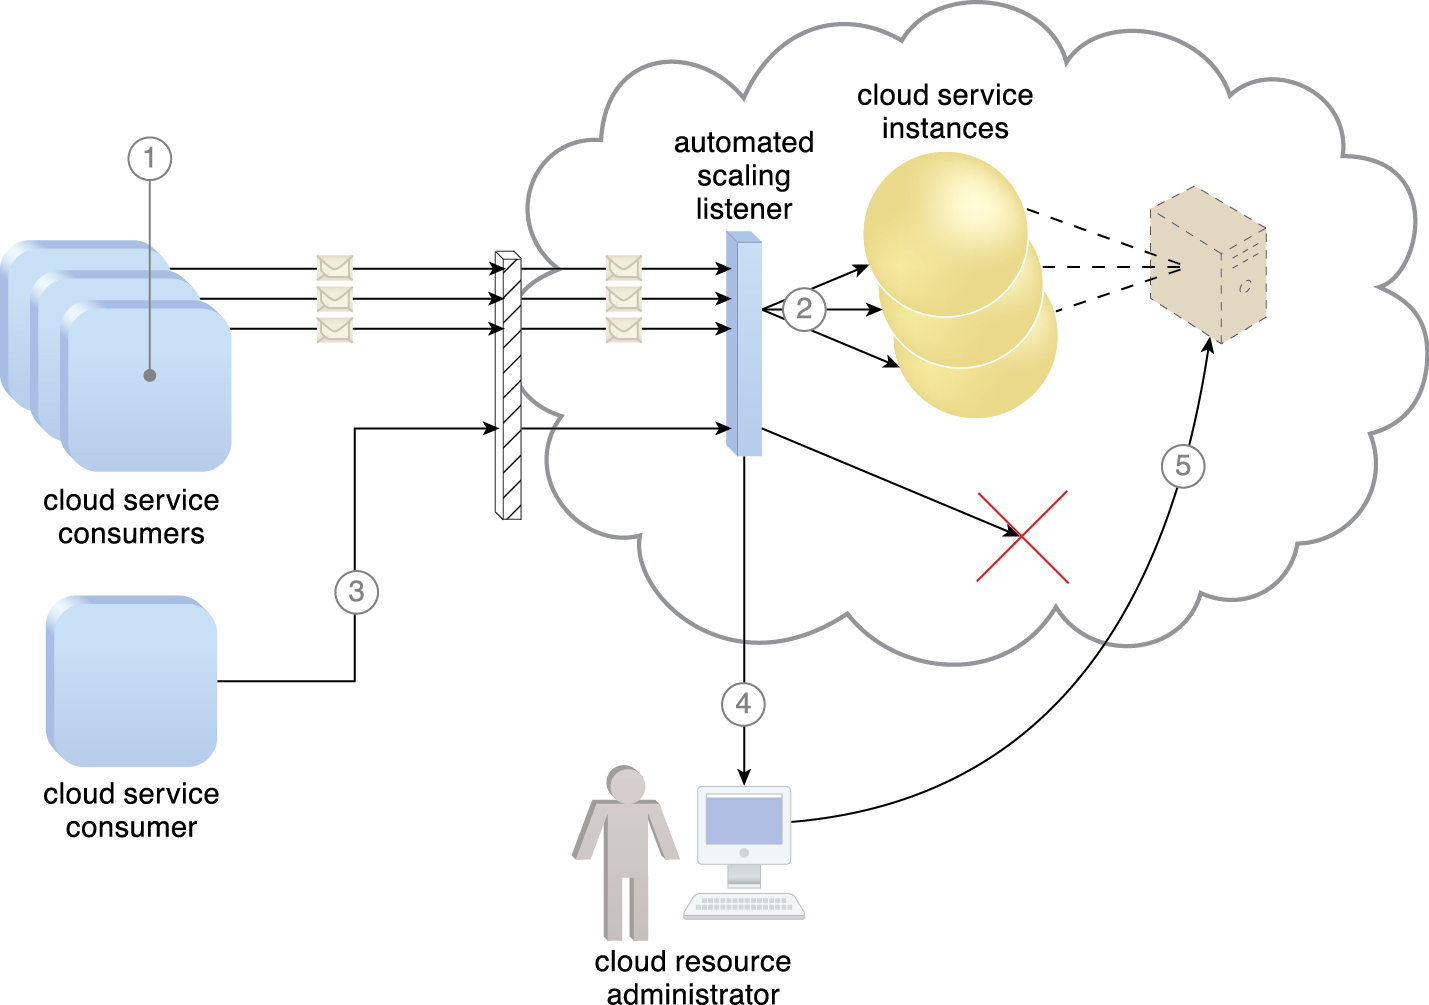 cloud service
instances
automated
scaling
listener
1
2
cloud service
consumers
3
5
4
cloud service
consumer
cloud resource
administrator